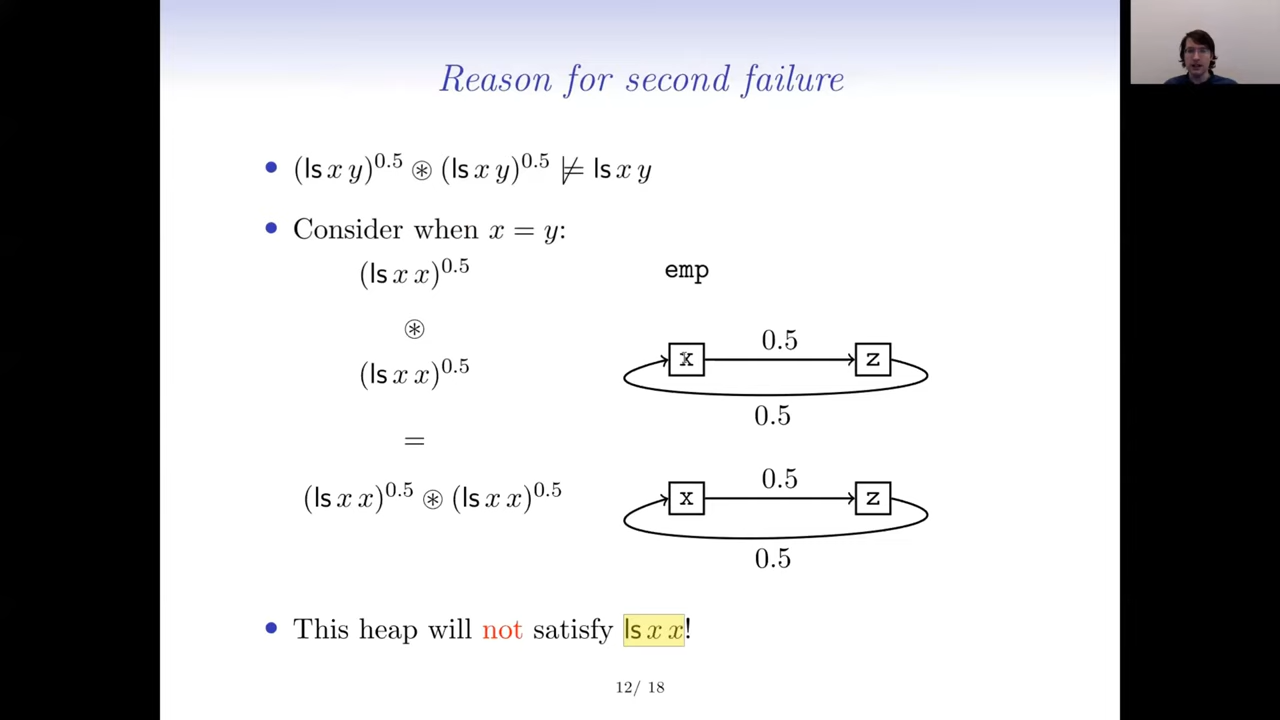 Reason for second failure
• (ls x y)^0.5 ⊛ (ls x y)^0.5 ⊭ ls x y
• Consider when x = y:
(ls x x)^0.5 emp
⊛
(ls x x)^0.5
0.5
x z
0.5
=
(ls x x)^0.5 ⊛ (ls x x)^0.5
0.5
x z
0.5
• This heap will not satisfy ls x x!
12/ 18